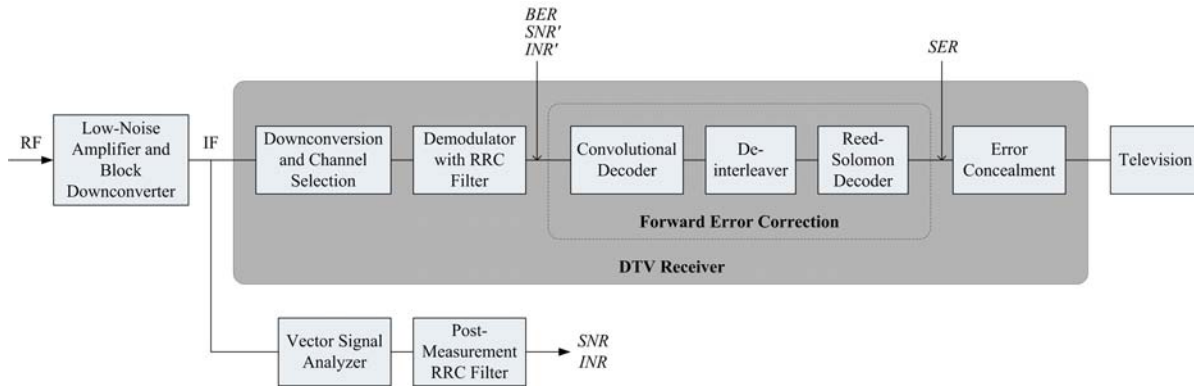 BER
SNR'
INR'
SER
RF
Low-Noise
Amplifier and
Block
Downconverter
IF
Downconversion
and Channel
Selection
Demodulator
with RRC
Filter
Convolutional
Decoder
De-
interleaver
Reed-
Solomon
Decoder
Error
Concealment
Television
Forward Error Correction
DTV Receiver
Vector Signal
Analyzer
Post-
Measurement
RRC Filter
SNR
INR